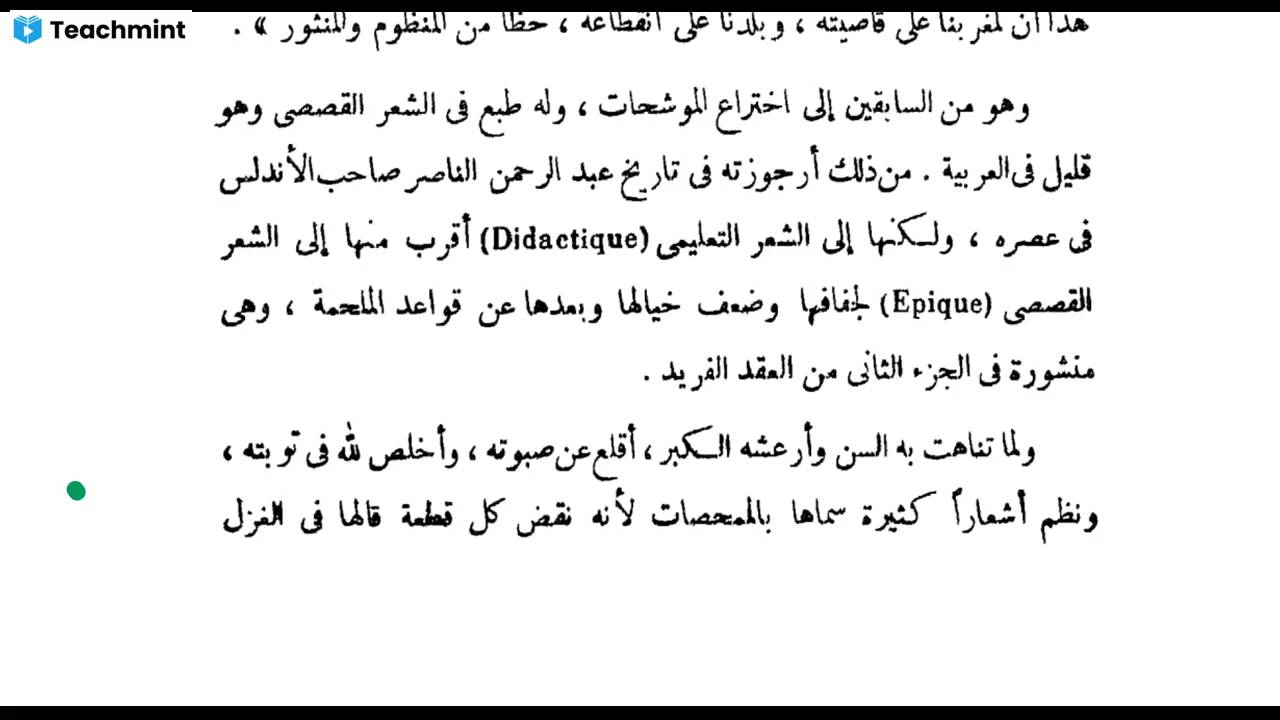 Teachmint
هذا أن لمغربنا على قاصيته ، وبلدنا على انقطاعه ، حظا من المنظوم والمنثور » .
وهو من السابقين إلى اختراع الموشحات ، وله طبع فى الشعر القصصى وهو
قليل فى العربية . من ذلك أرجوزته فى تاريخ عبد الرحمن الناصر صاحب الأندلس
فى عصره ، ولكنها إلى الشعر التعليمى (Didactique) أقرب منها إلى الشعر
القصصى (Epique) لجفافها وضعف خيالها وبعدها عن قواعد الملحمة ، وهى
منشورة فى الجزء الثانى من العقد الفريد .
ولما تناهت به السن وأرعشه الكبر ، أقلع عن صبوته ، وأخلص لله فى توبته ،
ونظم أشعاراً كثيرة سماها بالممحصات لأنه نقض كل قطعة قالها فى الغزل